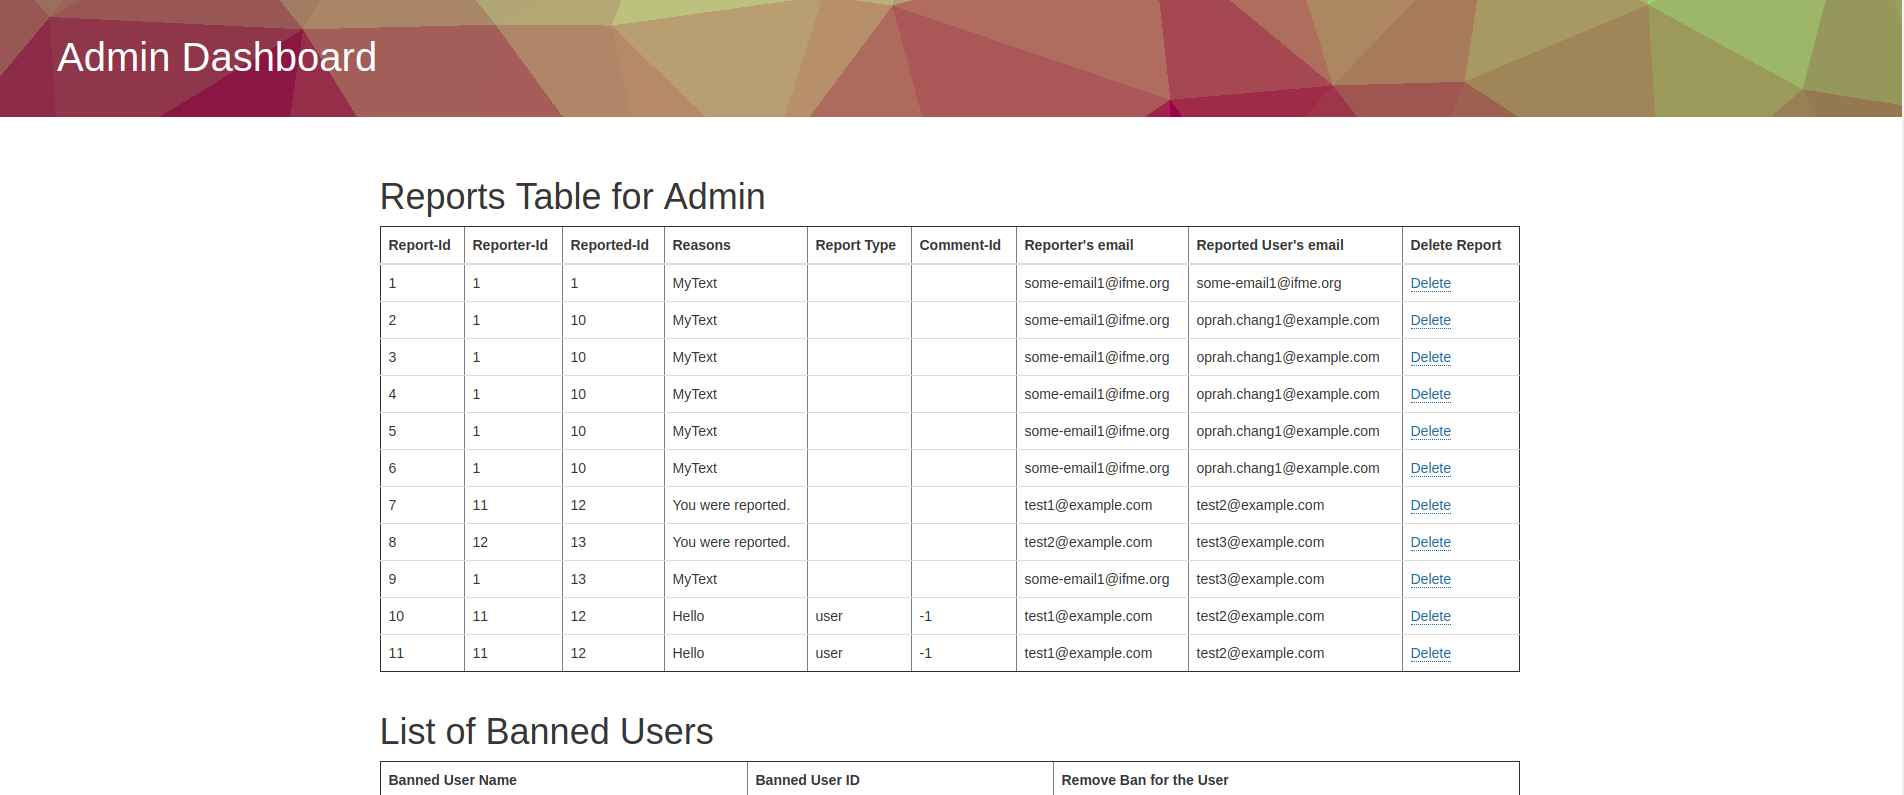 Admin Dashboard
Reports Table for Admin
Report-Id Reporter-Id Reported-Id Reasons Report Type Comment-Id Reporter's email Reported User's email Delete Report
1 1 1 MyText some-email1@ifme.org some-email1@ifme.org Delete
2 1 10 MyText some-email1@ifme.org oprah.chang1@example.com Delete
3 1 10 MyText some-email1@ifme.org oprah.chang1@example.com Delete
4 1 10 MyText some-email1@ifme.org oprah.chang1@example.com Delete
5 1 10 MyText some-email1@ifme.org oprah.chang1@example.com Delete
6 1 10 MyText some-email1@ifme.org oprah.chang1@example.com Delete
7 11 12 You were reported. test1@example.com test2@example.com Delete
8 12 13 You were reported. test2@example.com test3@example.com Delete
9 1 13 MyText some-email1@ifme.org test3@example.com Delete
10 11 12 Hello user -1 test1@example.com test2@example.com Delete
11 11 12 Hello user -1 test1@example.com test2@example.com Delete
List of Banned Users
Banned User Name Banned User ID Remove Ban for the User